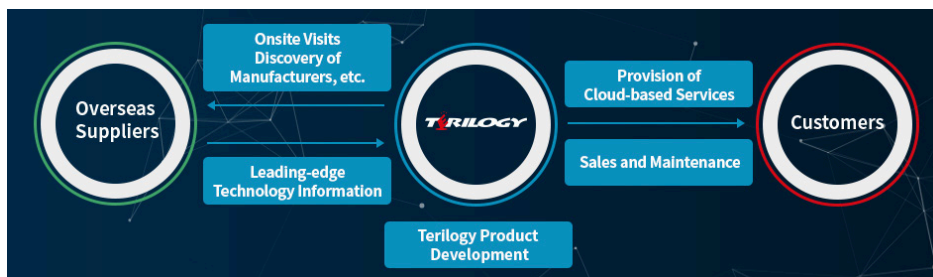 Onsite Visits
Discovery of
Manufacturers, etc.
Overseas
Suppliers
Leading-edge
Technology Information
TERILOGY
Terilogy Product
Development
Provision of
Cloud-based Services
Sales and Maintenance
Customers